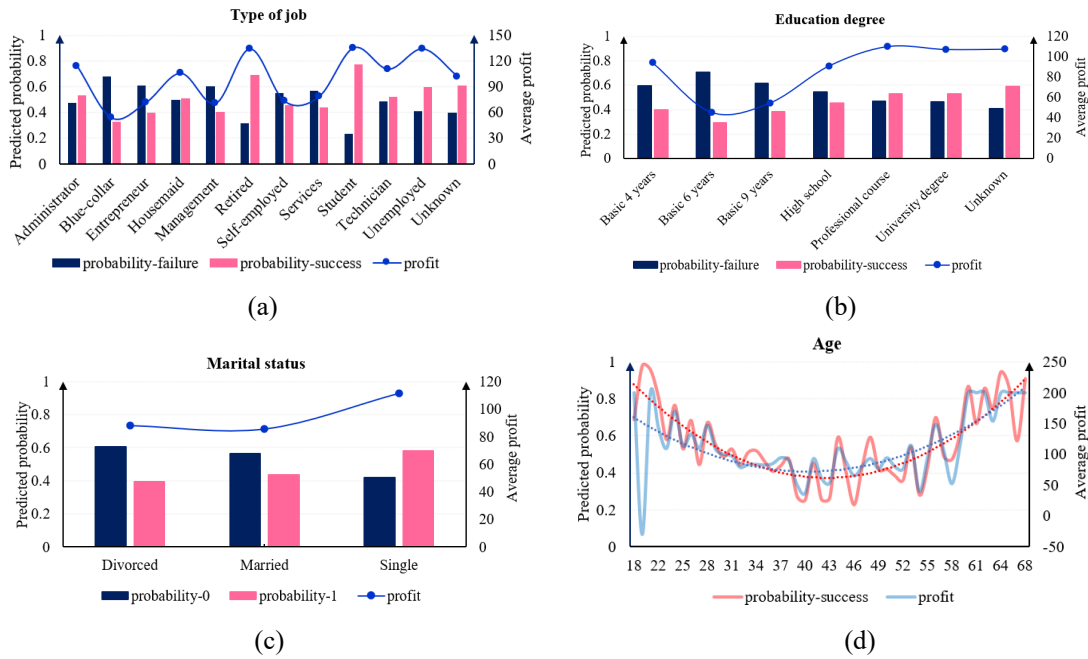 Type of job
Predicted probability
1
0.8
0.6
0.4
0.2
0
150
120
90
60
30
0
Average profit
Administrator
Blue-collar
Entrepreneur
Housemaid
Management
Retired
Self-employed
Services
Student
Technician
Unemployed
Unknown
probability-failure probability-success profit
(a)
Education degree
Predicted probability
1
0.8
0.6
0.4
0.2
0
120
100
80
60
40
20
0
Average profit
Basic 4 years
Basic 6 years
Basic 9 years
High school
Professional course
University degree
Unknown
probability-failure probability-success profit
(b)
Marital status
Predicted probability
1
0.8
0.6
0.4
0.2
0
120
100
80
60
40
20
0
Average profit
Divorced Married Single
probability-0 probability-1 profit
(c)
Age
Predicted probability
1
0.8
0.6
0.4
0.2
0
250
200
150
100
50
0
-50
Average profit
18 22 25 28 31 34 37 40 43 46 49 52 55 58 61 64 68
probability-success profit
(d)